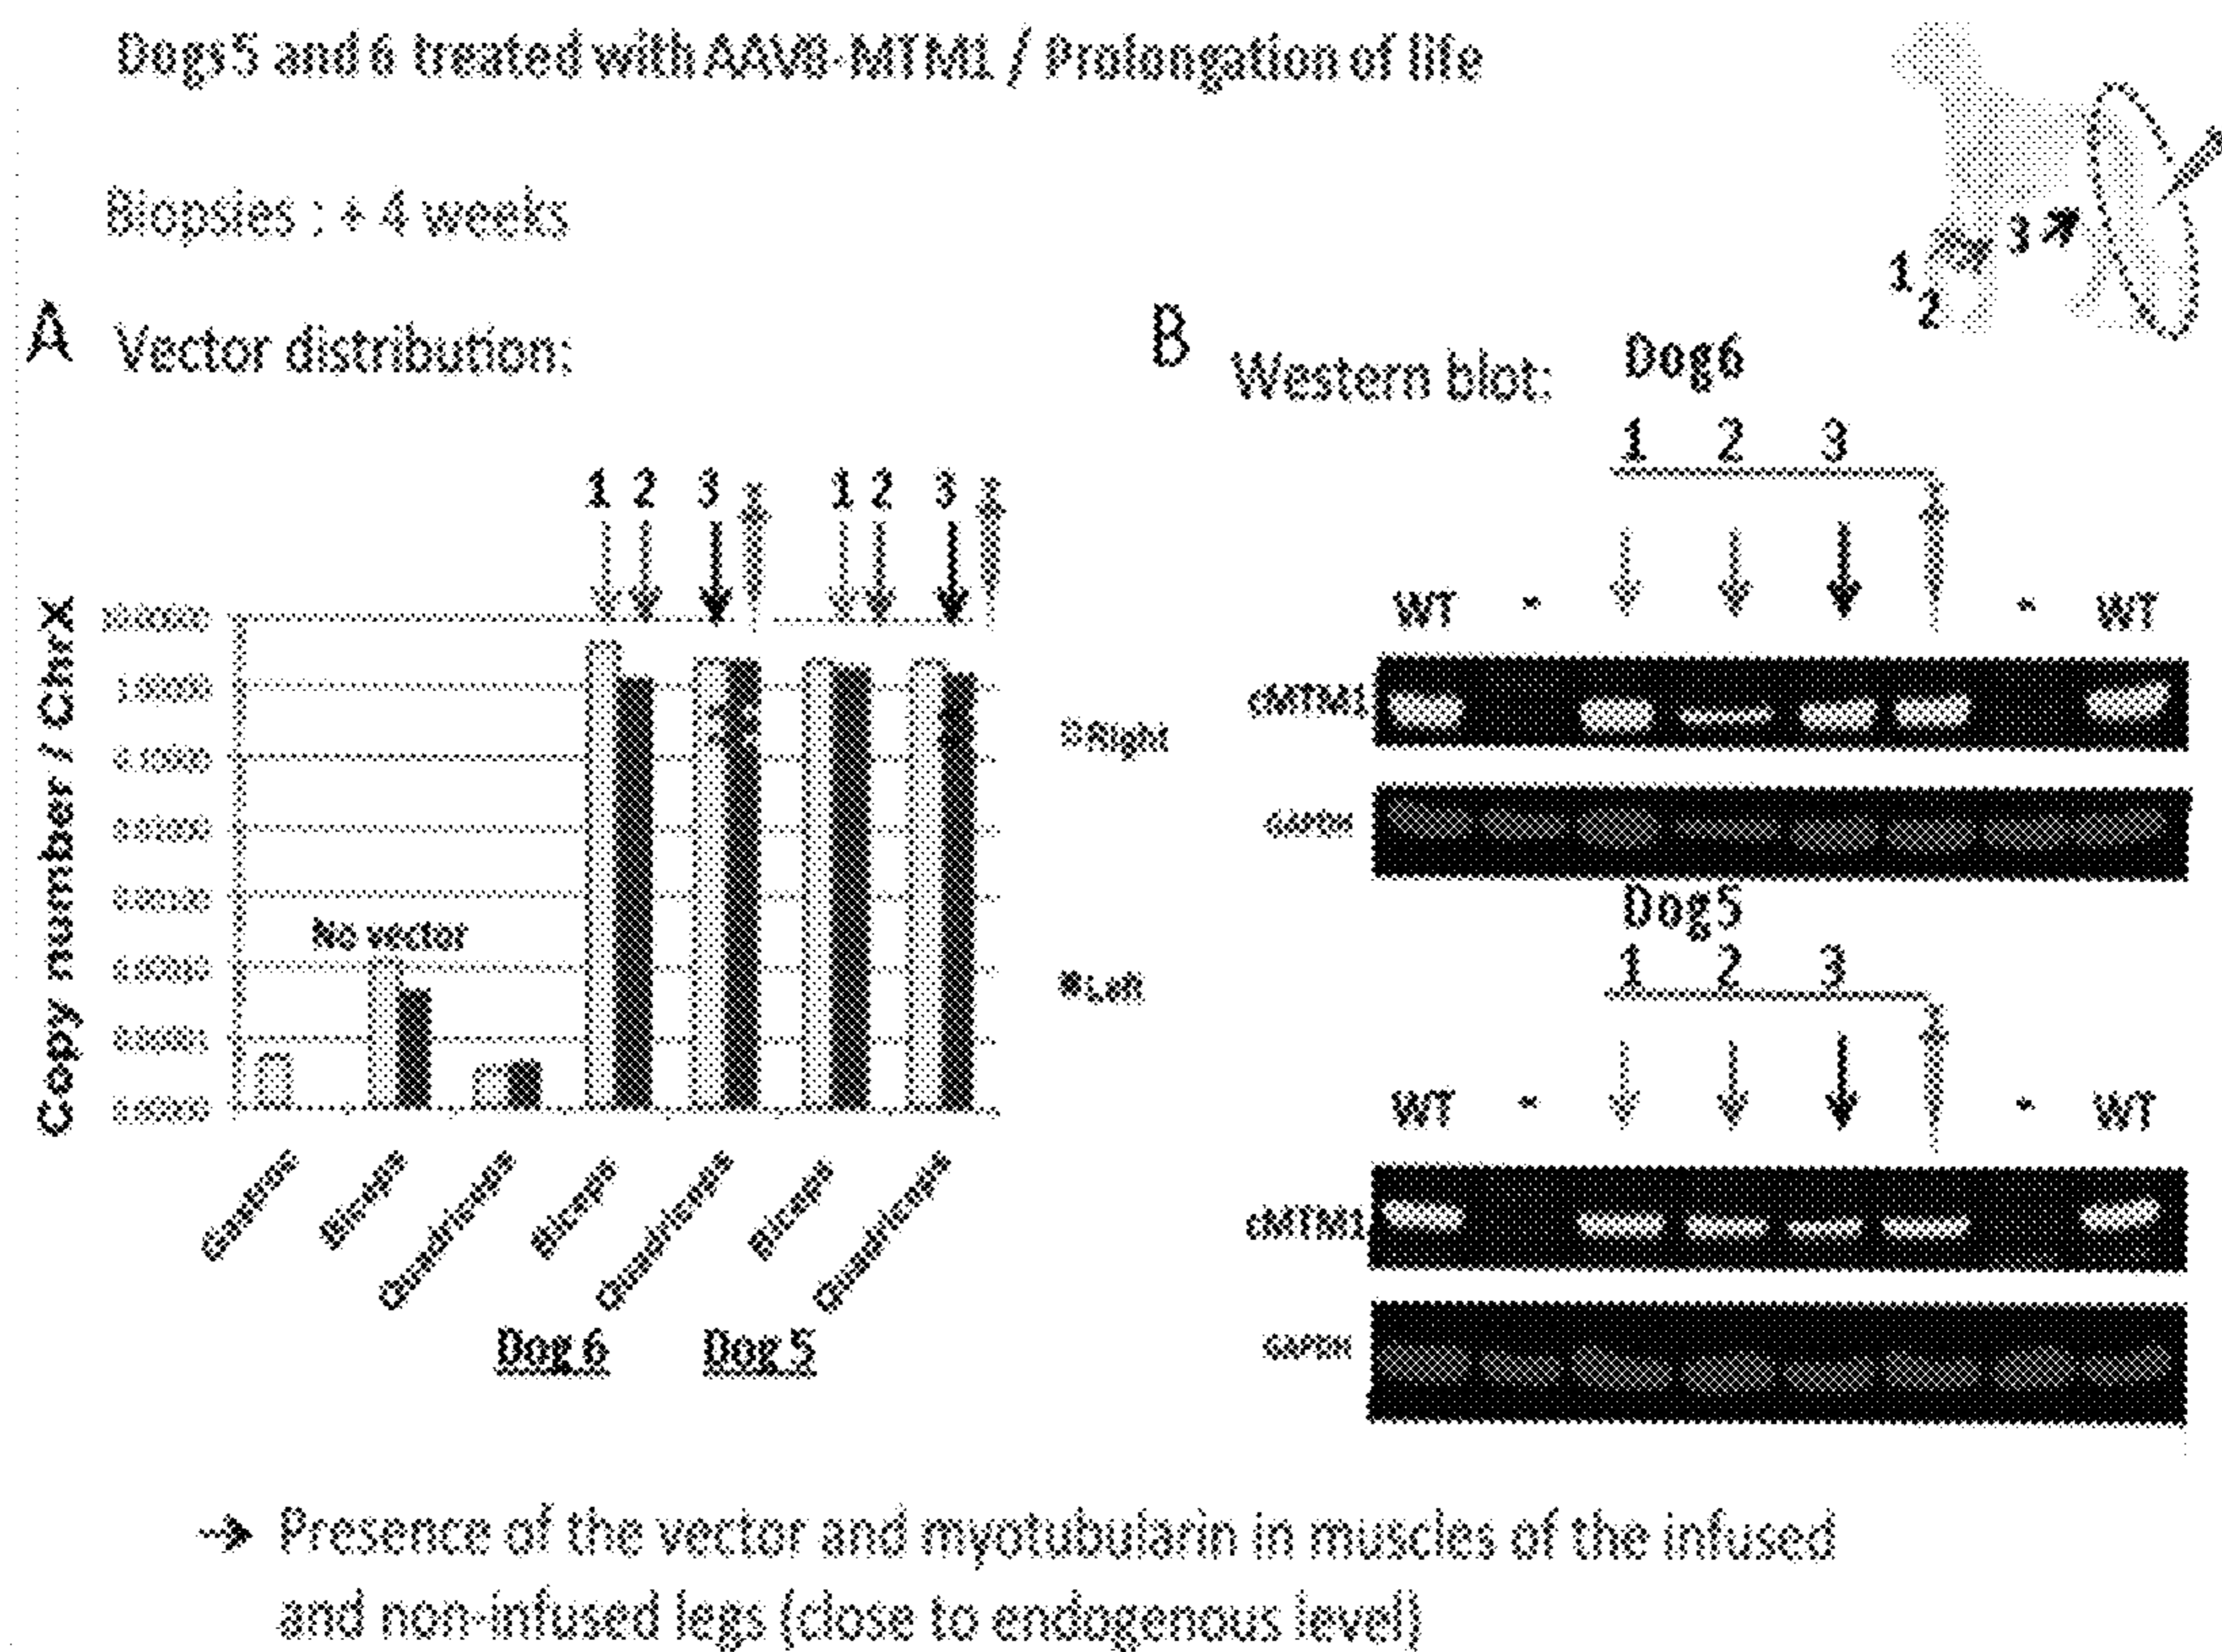 Dogs 5 and 6 treated with AAV8-MTM1 / Prolongation of life
Biopsies : + 4 weeks
1
2
3
A Vector distribution:
1 2 3 1 2 3
Copy number / ChrX
No vector
Right
Left
Gastroc
Biceps
Quadriceps
Biceps
Quadriceps
Biceps
Quadriceps
Dog 6
Dog 5
B Western blot:
Dog6
1 2 3
WT - - WT
cMTM1
GAPDH
Dog5
1 2 3
WT - - WT
cMTM1
GAPDH
→ Presence of the vector and myotubularin in muscles of the infused
and non-infused legs (close to endogenous level)